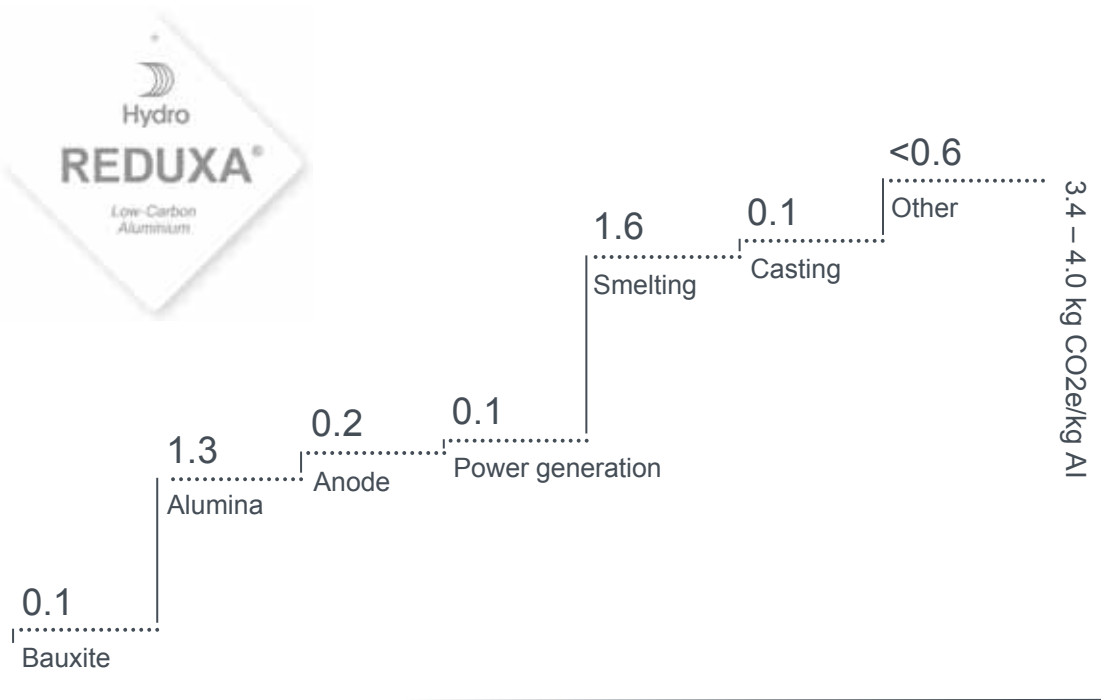 Hydro
REDUXA®
Low-Carbon
Aluminium
0.1
Bauxite
1.3
Alumina
0.2
Anode
0.1
Power generation
1.6
Smelting
0.1
Casting
<0.6
Other
3.4 – 4.0 kg CO2e/kg Al